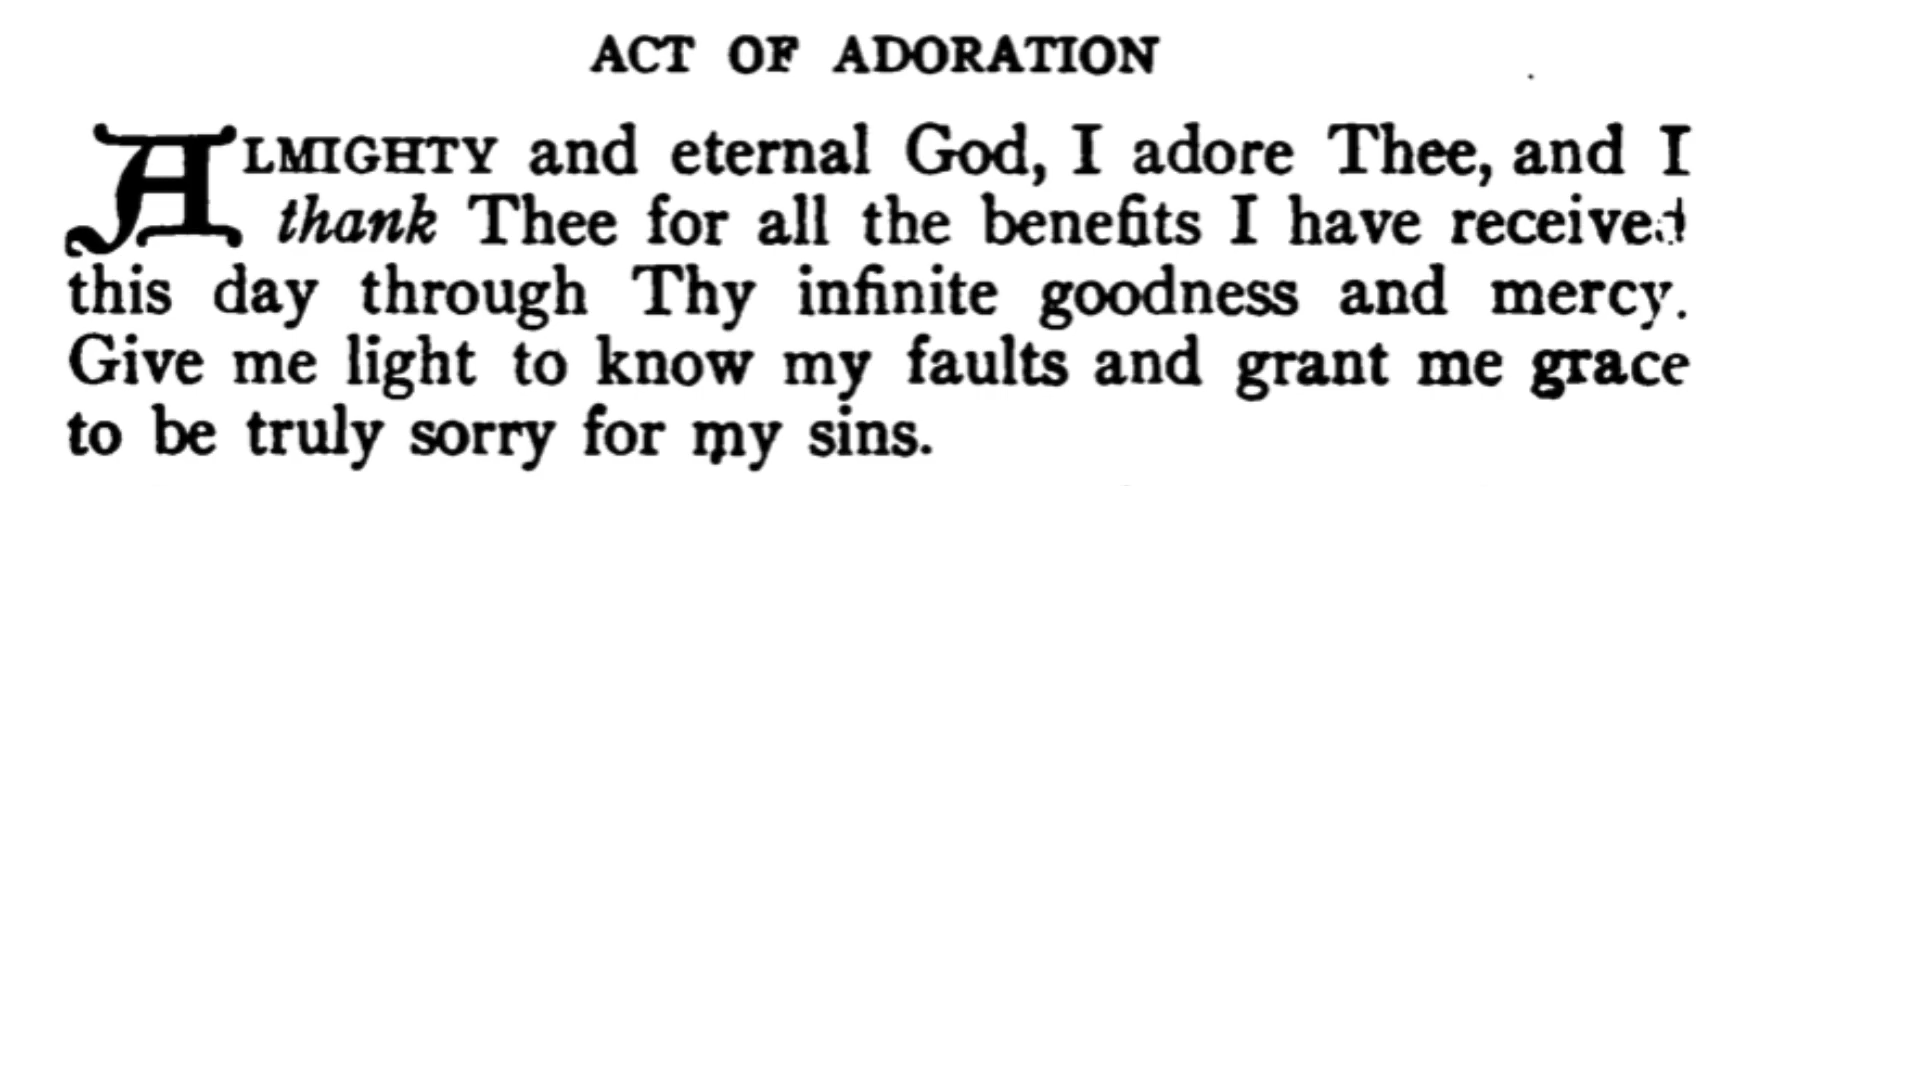 ACT OF ADORATION
ALMIGHTY and eternal God, I adore Thee, and I
thank Thee for all the benefits I have received
this day through Thy infinite goodness and mercy.
Give me light to know my faults and grant me grace
to be truly sorry for my sins.